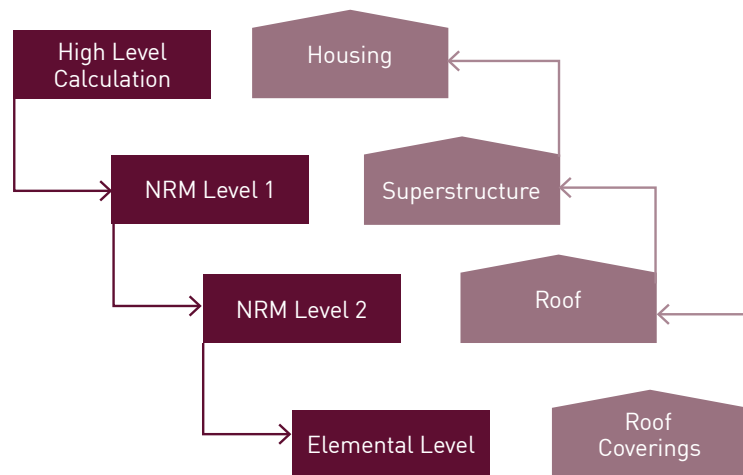 High Level
Calculation
Housing
NRM Level 1
Superstructure
NRM Level 2
Roof
Elemental Level
Roof
Coverings